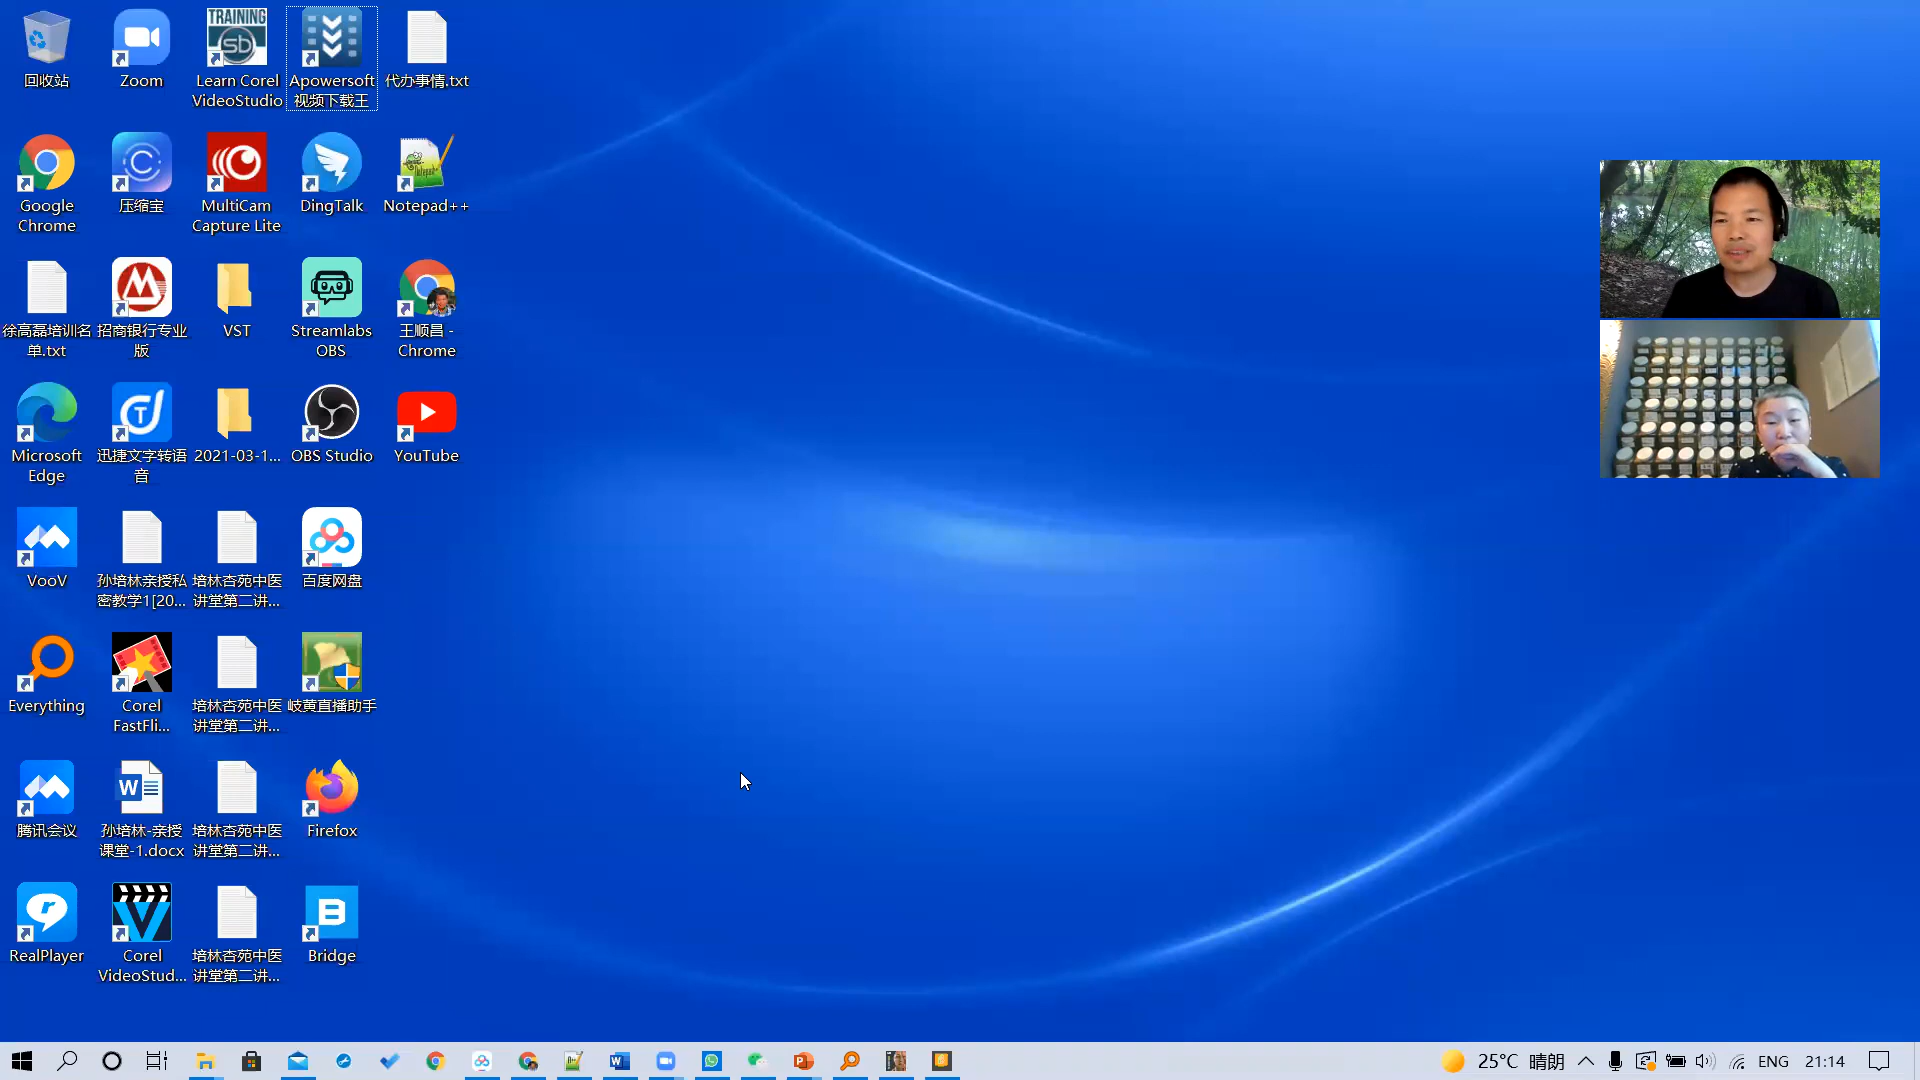 回收站
Zoom
TRAINING
sb
Learn Corel
VideoStudio
Apowersoft
视频下载王
代办事情.txt
Google
Chrome
压缩宝
MultiCam
Capture Lite
DingTalk
Notepad++
徐高磊培训名
单.txt
招商银行专业
版
VST
Streamlabs
OBS
王顺昌 -
Chrome
Microsoft
Edge
迅捷文字转语
音
2021-03-1...
OBS Studio
YouTube
VooV
孙培林亲授私
密教学1[20...
培林杏苑中医
讲堂第二讲...
百度网盘
Everything
Corel
FastFli...
培林杏苑中医
讲堂第二讲...
岐黄直播助手
腾讯会议
孙培林-亲授
课堂-1.docx
培林杏苑中医
讲堂第二讲...
Firefox
RealPlayer
Corel
VideoStud...
培林杏苑中医
讲堂第二讲...
Bridge
25°C 晴朗
ENG
21:14